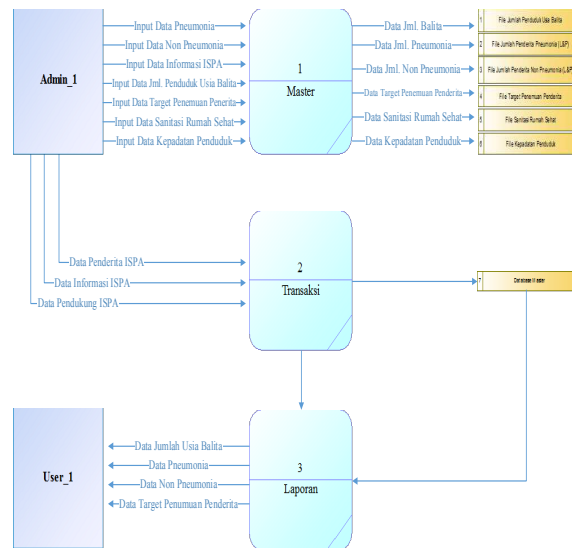 Admin_1
Input Data Pneumonia
Input Data Non Pneumonia
Input Data Informasi ISPA
Input Data Jml. Penduduk Usia Balita
Input Data Target Penemuan Penerita
Input Data Sanitasi Rumah Sehat
Input Data Kepadatan Penduduk
1
Master
Data Jml. Balita
Data Jml. Pneumonia
Data Jml. Non Pneumonia
Data Target Penemuan Penderita
Data Sanitasi Rumah Sehat
Data Kepadatan Penduduk
1 File Jumlah Penduduk Usa Balita
2 File Jumlah Penderita Pneumonia (L&P)
3 File Jumlah Penderita Non Pneumonia (L&P)
4 File Target Penemuan Penderita
5 File Sanitasi Rumah Sehat
6 File Kepadatan Penduduk
Data Penderita ISPA
Data Informasi ISPA
Data Pendukung ISPA
2
Transaksi
7 Database Master
User_1
Data Jumlah Usia Balita
Data Pneumonia
Data Non Pneumonia
Data Target Penumuan Penderita
3
Laporan